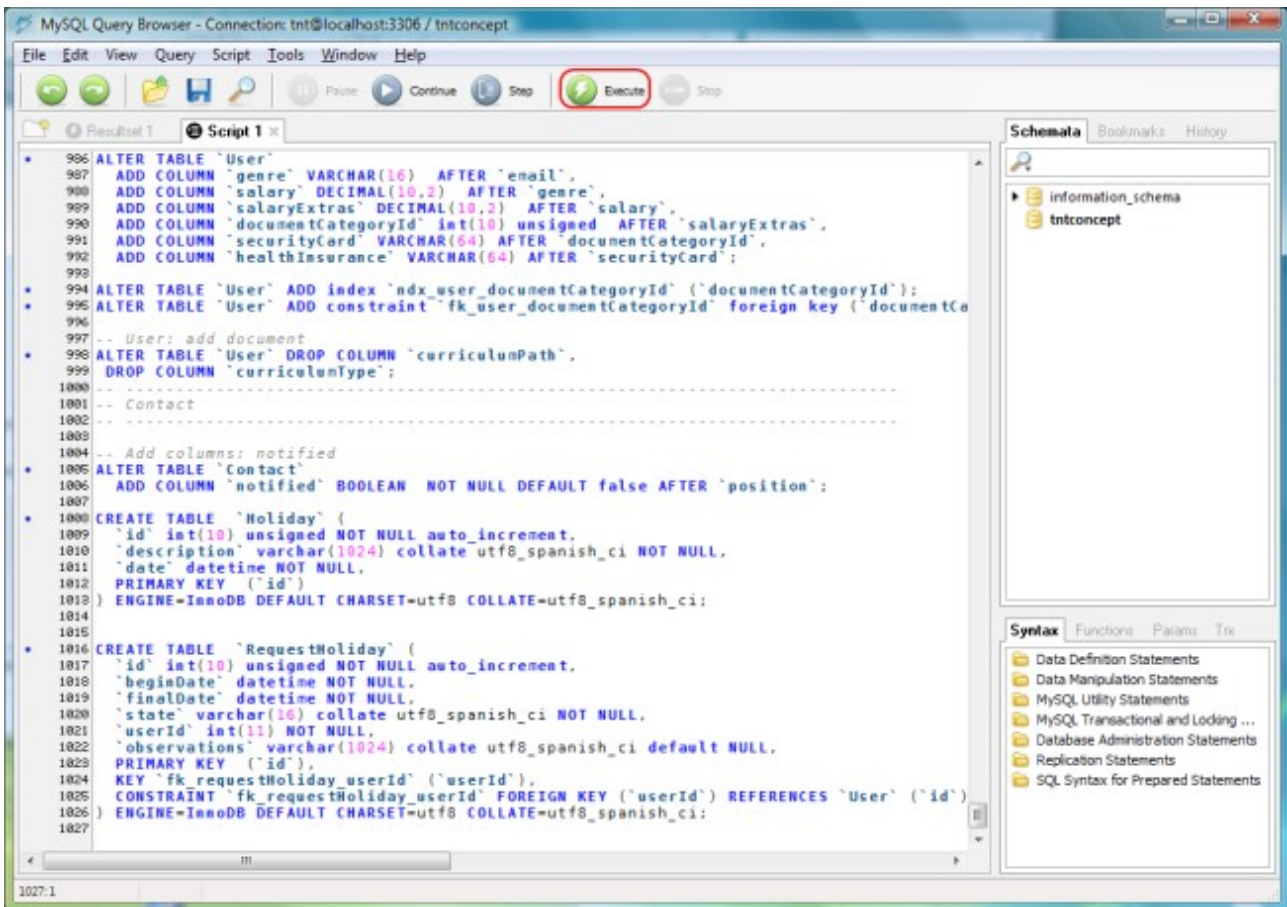 MySQL Query Browser - Connection: tnt@localhost:3306 / tntconcept
File Edit View Query Script Tools Window Help
Pause Continue Step Execute Stop
Resultset 1 Script 1
986 ALTER TABLE `User`
987 ADD COLUMN `genre` VARCHAR(16) AFTER `email`,
988 ADD COLUMN `salary` DECIMAL(10,2) AFTER `genre`,
989 ADD COLUMN `salaryExtras` DECIMAL(10,2) AFTER `salary`,
990 ADD COLUMN `documentCategoryId` int(10) unsigned AFTER `salaryExtras`,
991 ADD COLUMN `securityCard` VARCHAR(64) AFTER `documentCategoryId`,
992 ADD COLUMN `healthInsurance` VARCHAR(64) AFTER `securityCard`;
993
994 ALTER TABLE `User` ADD index `ndx_user_documentCategoryId` (`documentCategoryId`);
995 ALTER TABLE `User` ADD constraint `fk_user_documentCategoryId` foreign key (`documentCa
996
997 -- User: add document
998 ALTER TABLE `User` DROP COLUMN `curriculumPath`,
999 DROP COLUMN `curriculumType`;
1000 -- -----------------------------------------------------------------------------
1001 -- Contact
1002 -- -----------------------------------------------------------------------------
1003
1004 -- Add columns: notified
1005 ALTER TABLE `Contact`
1006 ADD COLUMN `notified` BOOLEAN NOT NULL DEFAULT false AFTER `position`;
1007
1008 CREATE TABLE `Holiday` (
1009 `id` int(10) unsigned NOT NULL auto_increment,
1010 `description` varchar(1024) collate utf8_spanish_ci NOT NULL,
1011 `date` datetime NOT NULL,
1012 PRIMARY KEY (`id`)
1013 ) ENGINE=InnoDB DEFAULT CHARSET=utf8 COLLATE=utf8_spanish_ci;
1014
1015
1016 CREATE TABLE `RequestHoliday` (
1017 `id` int(10) unsigned NOT NULL auto_increment,
1018 `beginDate` datetime NOT NULL,
1019 `finalDate` datetime NOT NULL,
1020 `state` varchar(16) collate utf8_spanish_ci NOT NULL,
1021 `userId` int(11) NOT NULL,
1022 `observations` varchar(1024) collate utf8_spanish_ci default NULL,
1023 PRIMARY KEY (`id`),
1024 KEY `fk_requestHoliday_userId` (`userId`),
1025 CONSTRAINT `fk_requestHoliday_userId` FOREIGN KEY (`userId`) REFERENCES `User` (`id`)
1026 ) ENGINE=InnoDB DEFAULT CHARSET=utf8 COLLATE=utf8_spanish_ci;
1027
Schemata Bookmarks History
information_schema
tntconcept
Syntax Functions Params Trx
Data Definition Statements
Data Manipulation Statements
MySQL Utility Statements
MySQL Transactional and Locking ...
Database Administration Statements
Replication Statements
SQL Syntax for Prepared Statements
1027:1